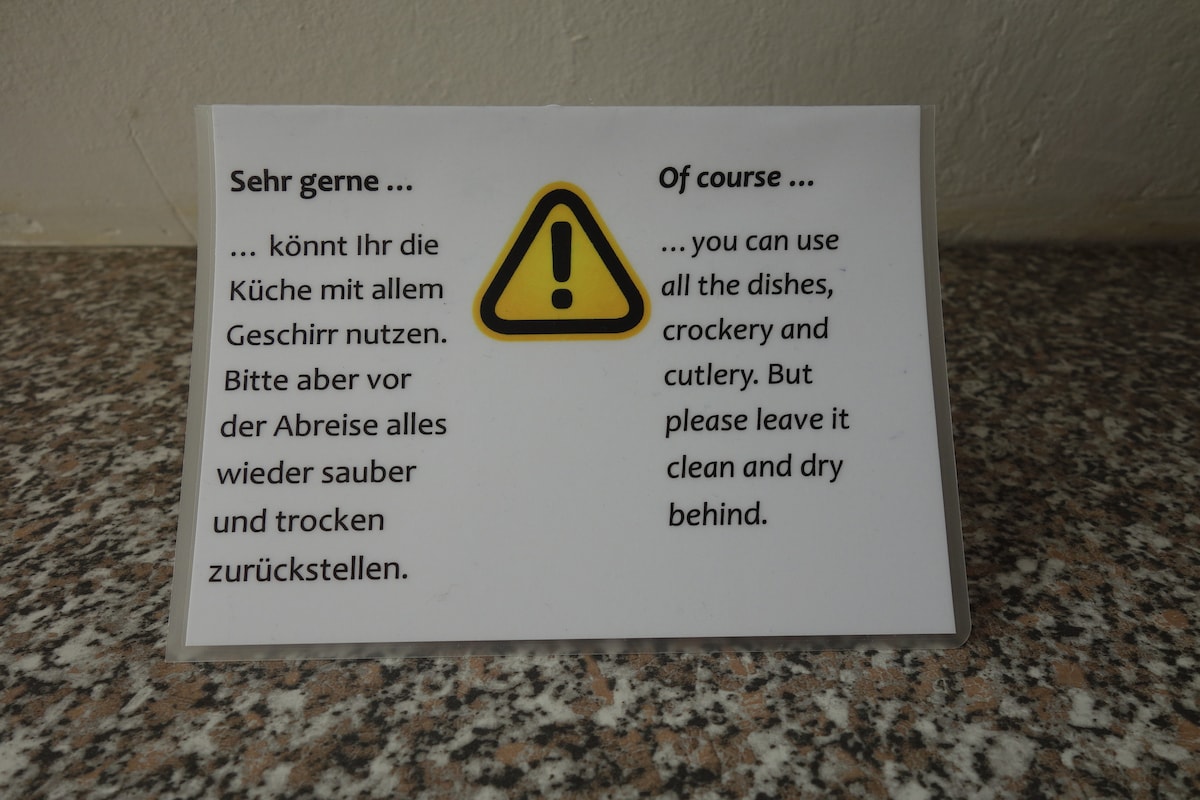 Sehr gerne ...
... könnt Ihr die
Küche mit allem
Geschirr nutzen.
Bitte aber vor
der Abreise alles
wieder sauber
und trocken
zurückstellen.
Of course ...
... you can use
all the dishes,
crockery and
cutlery. But
please leave it
clean and dry
behind.